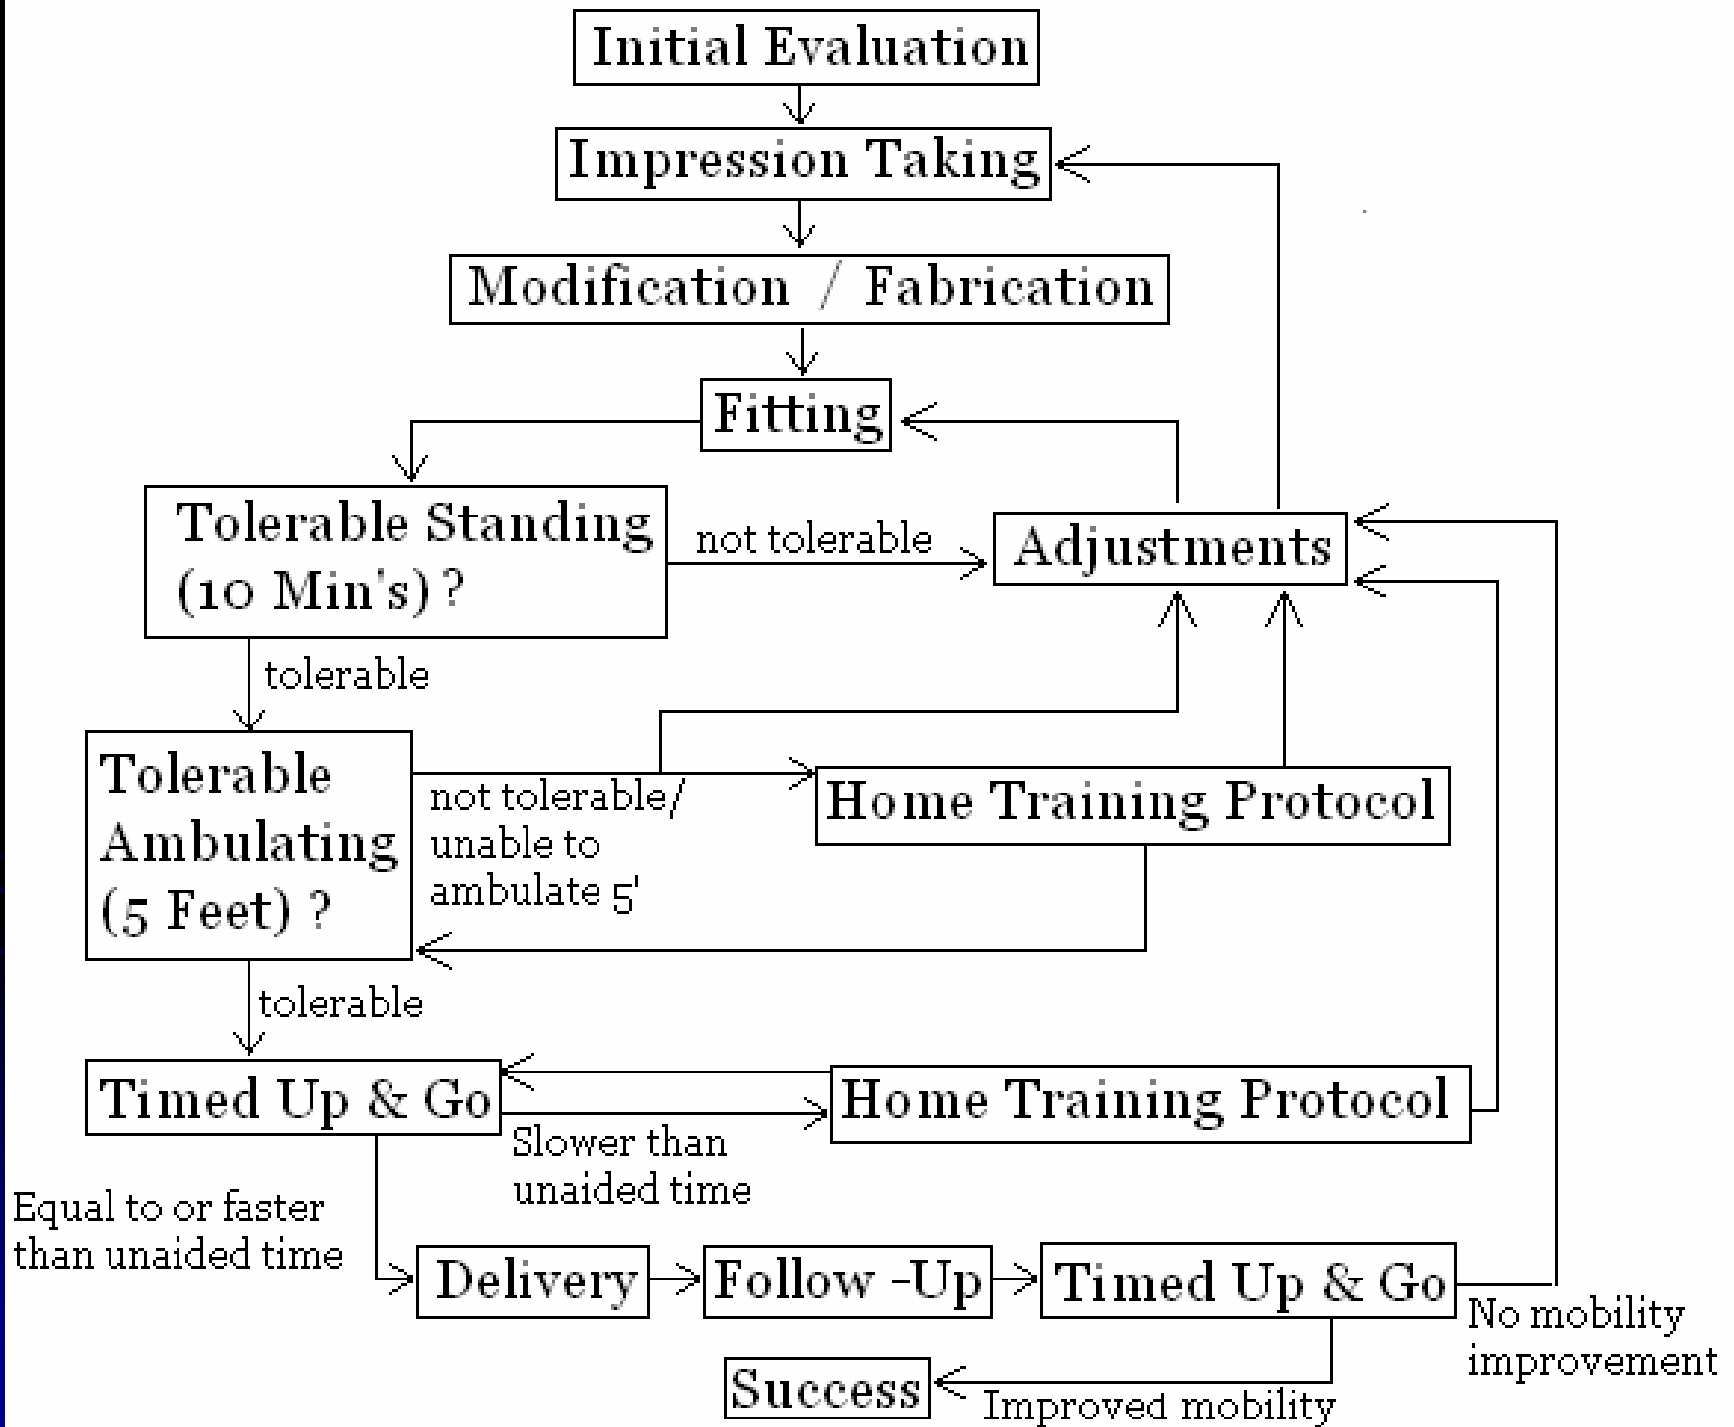 Initial Evaluation
Impression Taking
Modification / Fabrication
Fitting
Tolerable Standing
(10 Min's) ?
not tolerable
Adjustments
tolerable
Tolerable
Ambulating
(5 Feet) ?
not tolerable/
unable to
ambulate 5'
Home Training Protocol
tolerable
Timed Up & Go
Home Training Protocol
Slower than
unaided time
Equal to or faster
than unaided time
Delivery
Follow -Up
Timed Up & Go
No mobility
improvement
Success
Improved mobility